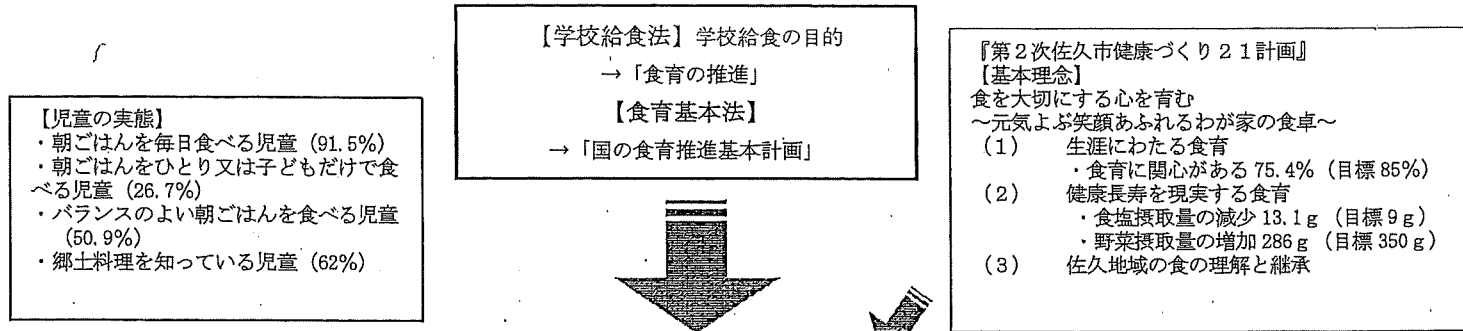 【学校給食法】学校給食の目的
→「食育の推進」
【食育基本法】
→「国の食育推進基本計画」
【児童の実態】
・朝ごはんを毎日食べる児童（91.5%）
・朝ごはんをひとり又は子どもだけで食
べる児童（26.7%）
・バランスのよい朝ごはんを食べる児童
（50.9%）
・郷土料理を知っている児童（62%）
『第２次佐久市健康づくり２１計画』
【基本理念】
食を大切にする心を育む
～元気よぶ笑顔あふれるわが家の食卓～
（1） 生涯にわたる食育
・食育に関心がある 75.4%（目標 85%）
（2） 健康長寿を現実する食育
・食塩摂取量の減少 13.1ｇ（目標 9ｇ）
・野菜摂取量の増加 286ｇ（目標 350ｇ）
（3） 佐久地域の食の理解と継承